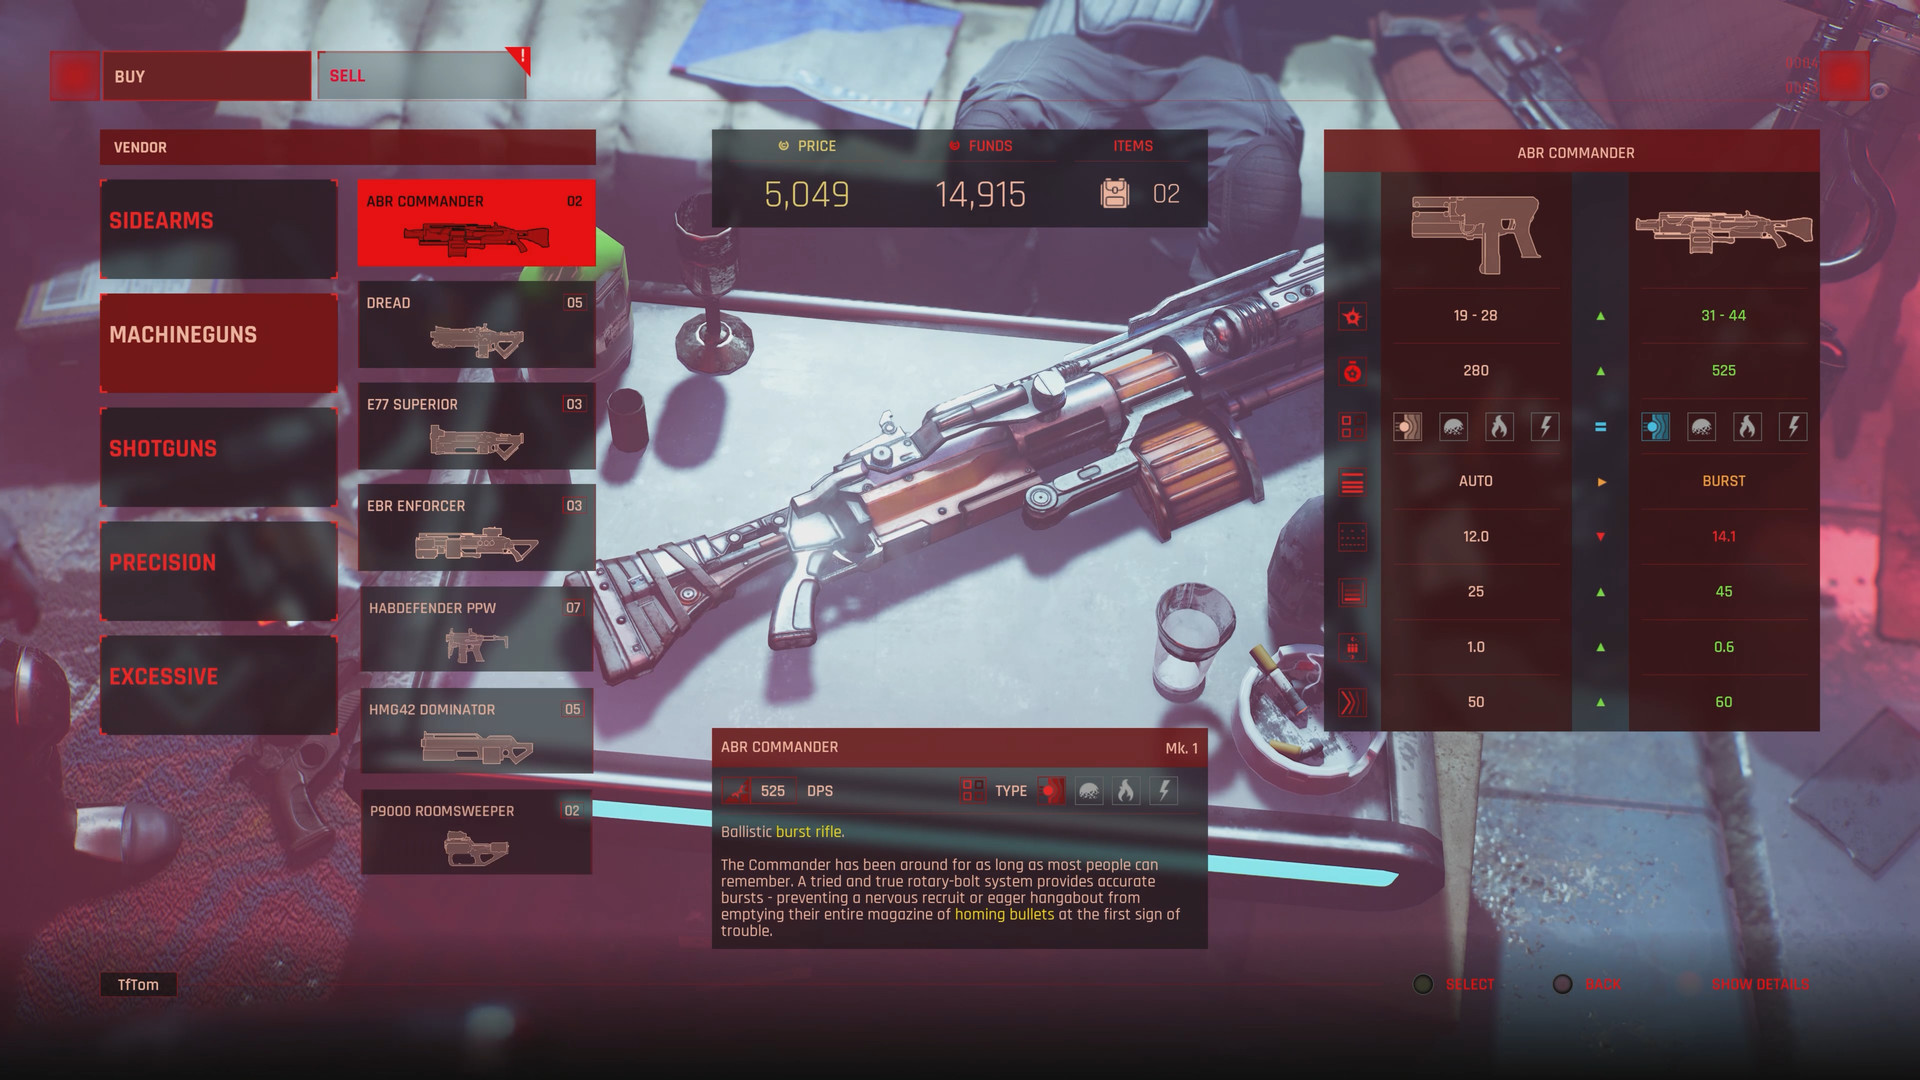 BUY
SELL
!
VENDOR
SIDEARMS
MACHINEGUNS
SHOTGUNS
PRECISION
EXCESSIVE
ABR COMMANDER 02
DREAD 05
E77 SUPERIOR 03
EBR ENFORCER 03
HABDEFENDER PPW 07
HMG42 DOMINATOR 05
P9000 ROOMSWEEPER 02
PRICE FUNDS ITEMS
5,049 14,915 02
ABR COMMANDER
19 - 28 31 - 44
280 525
AUTO BURST
12.0 14.1
25 45
1.0 0.6
50 60
ABR COMMANDER Mk. 1
525 DPS TYPE
Ballistic burst rifle.
The Commander has been around for as long as most people can
remember. A tried and true rotary-bolt system provides accurate
bursts - preventing a nervous recruit or eager hangabout from
emptying their entire magazine of homing bullets at the first sign of
trouble.
TfTom
SELECT BACK SHOW DETAILS